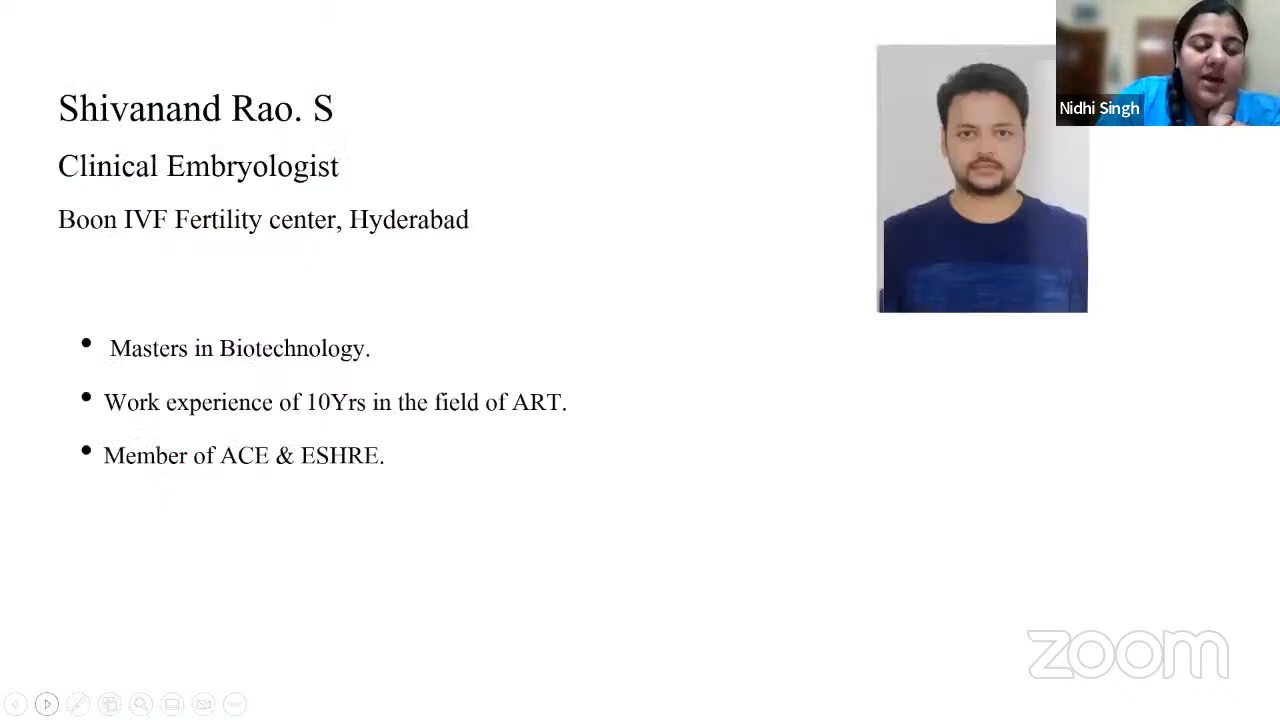 Shivanand Rao. S
Clinical Embryologist
Boon IVF Fertility center, Hyderabad
• Masters in Biotechnology.
• Work experience of 10Yrs in the field of ART.
• Member of ACE & ESHRE.
Nidhi Singh
zoom